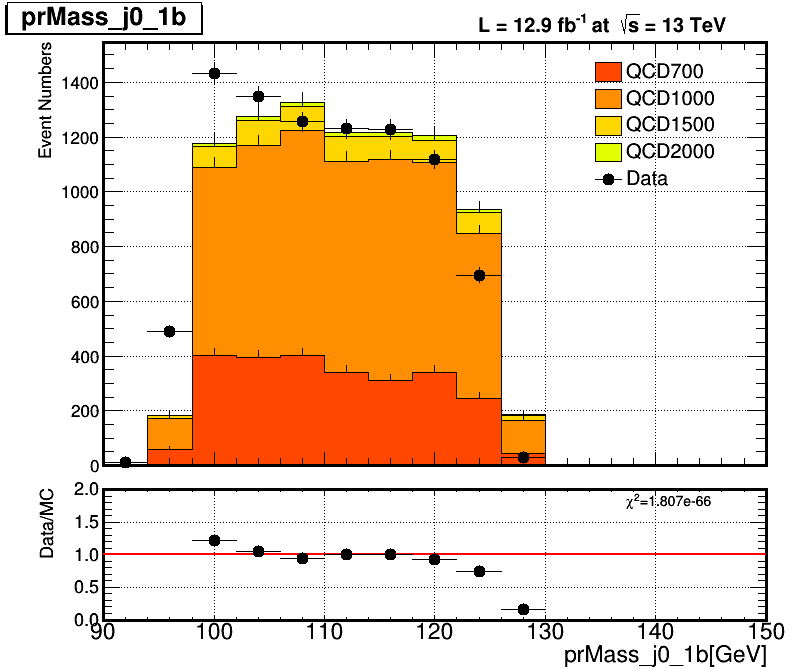 prMass_j0_1b
L = 12.9 fb⁻¹ at √s = 13 TeV
Event Numbers
1400
1200
1000
800
600
400
200
0
QCD700
QCD1000
QCD1500
QCD2000
Data
Data/MC
2.0
1.5
1.0
0.5
0.0
χ²=1.807e-66
90 100 110 120 130 140 150
prMass_j0_1b[GeV]